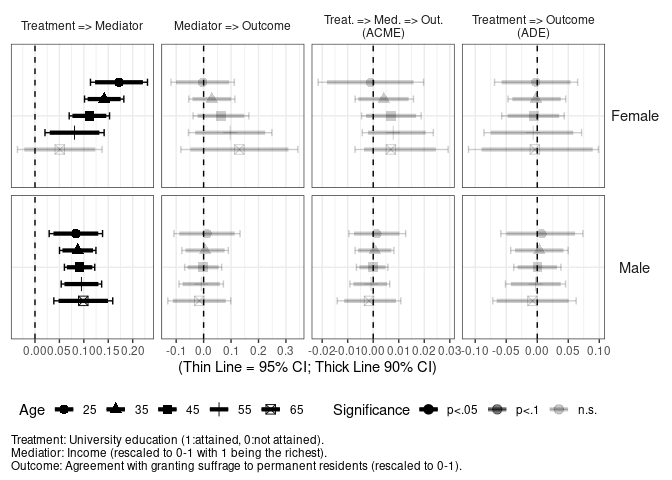 Treatment => Mediator
Mediator => Outcome
Treat. => Med. => Out.
(ACME)
Treatment => Outcome
(ADE)
Female
Male
0.00 0.05 0.10 0.15 0.20
-0.1 0.0 0.1 0.2 0.3
-0.02 -0.01 0.00 0.01 0.02 0.03
-0.10 -0.05 0.00 0.05 0.10
(Thin Line = 95% CI; Thick Line 90% CI)
Age 25 35 45 55 65 Significance p<.05 p<.1 n.s.
Treatment: University education (1:attained, 0:not attained).
Mediatior: Income (rescaled to 0-1 with 1 being the richest).
Outcome: Agreement with granting suffrage to permanent residents (rescaled to 0-1).